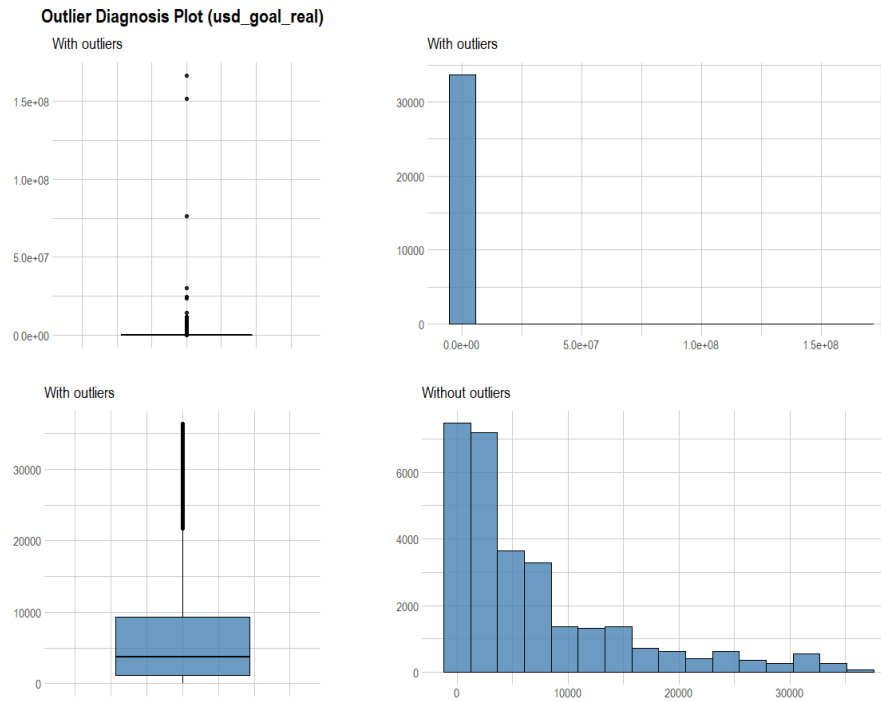 Outlier Diagnosis Plot (usd_goal_real)
With outliers
1.5e+08
1.0e+08
5.0e+07
0.0e+00
With outliers
30000
20000
10000
0
0.0e+00 5.0e+07 1.0e+08 1.5e+08
With outliers
30000
20000
10000
0
Without outliers
6000
4000
2000
0
0 10000 20000 30000